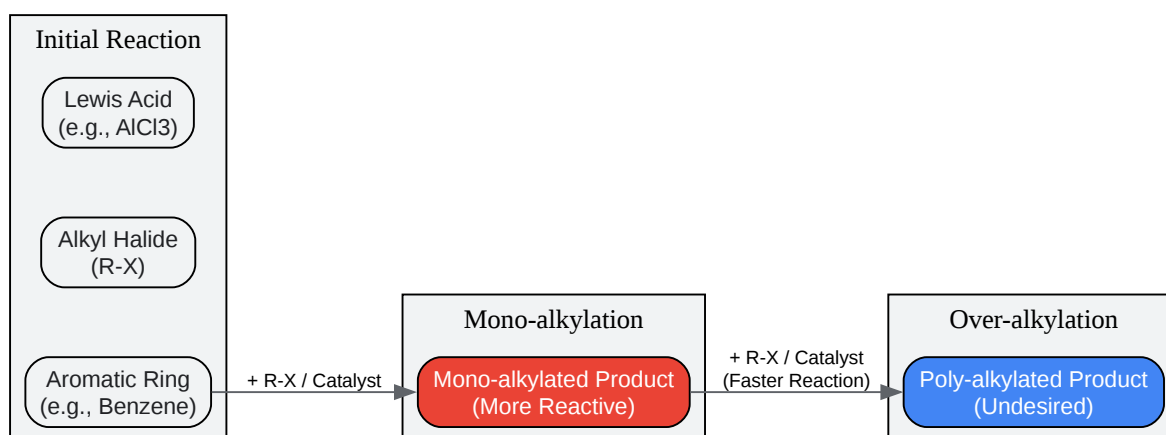 Initial Reaction
Lewis Acid
(e.g., AlCl3)
Alkyl Halide
(R-X)
Aromatic Ring
(e.g., Benzene)
+ R-X / Catalyst
Mono-alkylation
Mono-alkylated Product
(More Reactive)
+ R-X / Catalyst
(Faster Reaction)
Over-alkylation
Poly-alkylated Product
(Undesired)